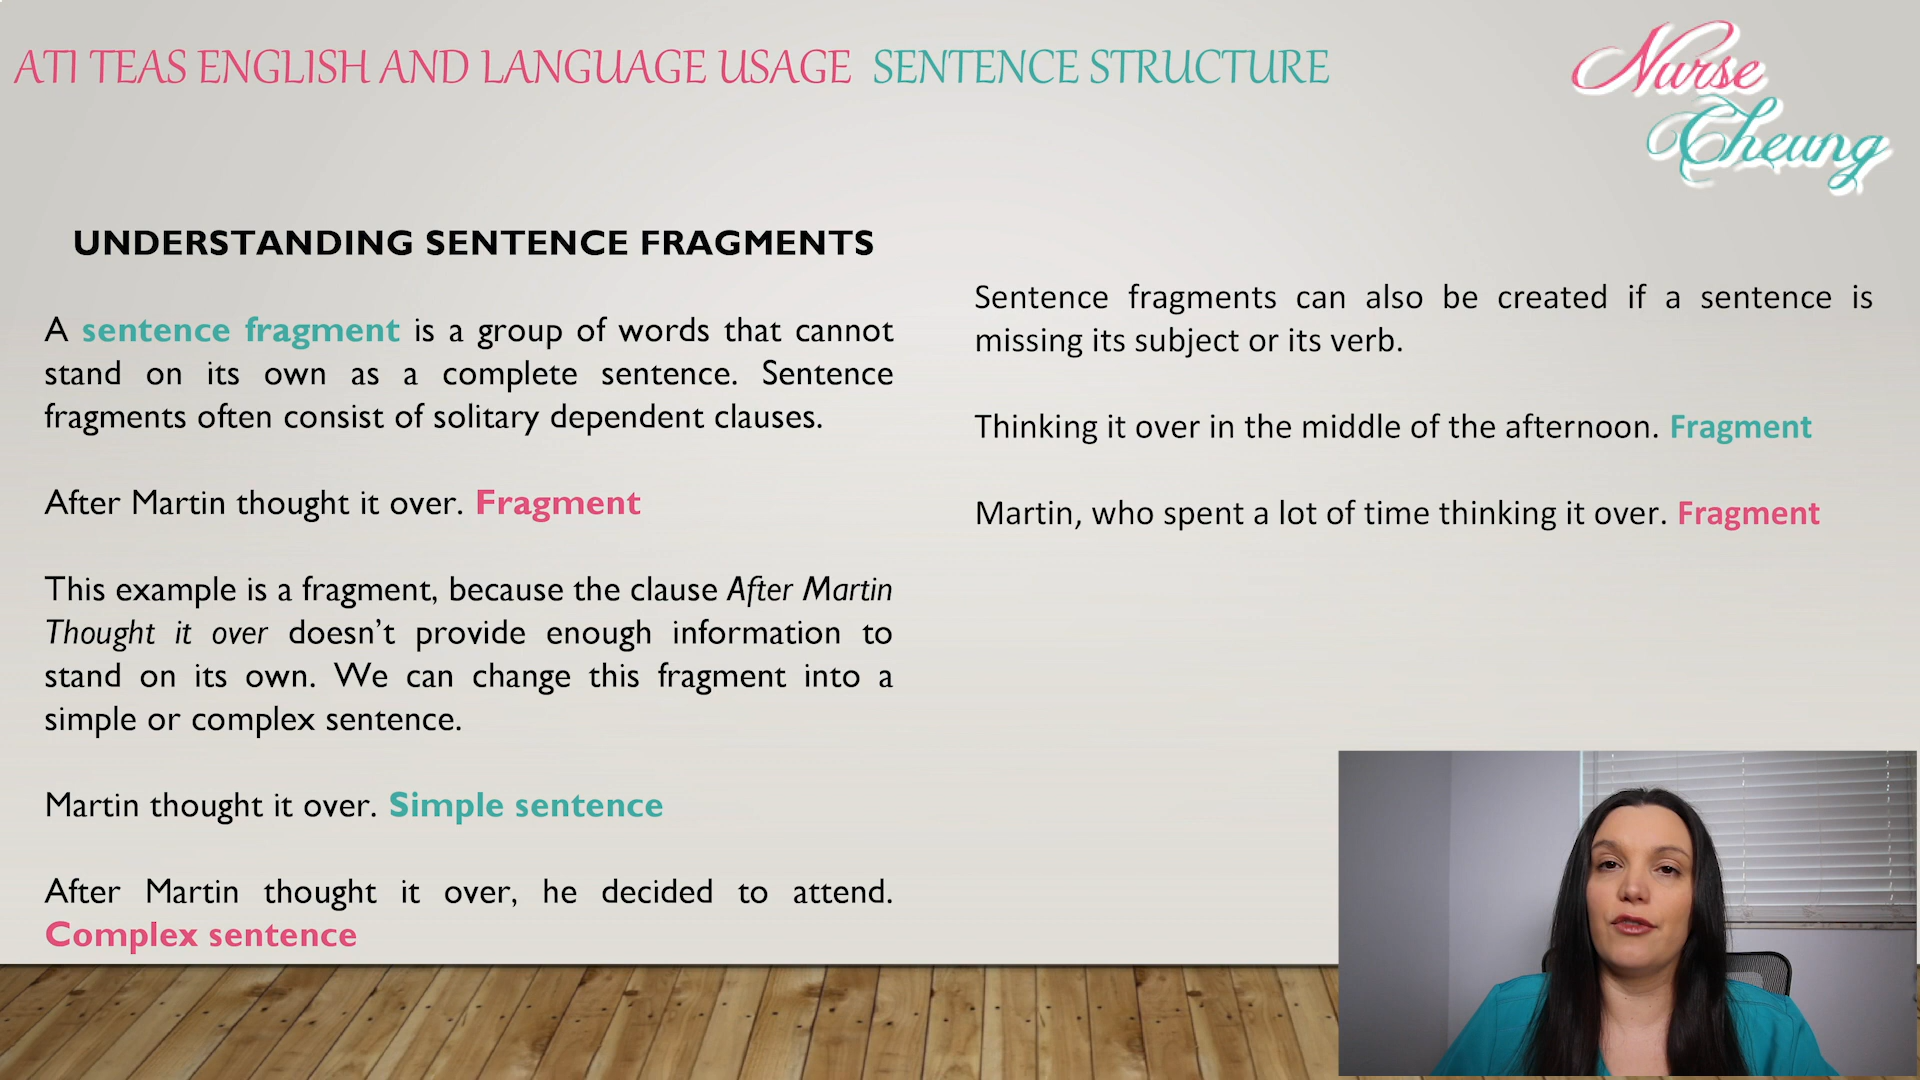 ATI TEAS ENGLISH AND LANGUAGE USAGE SENTENCE STRUCTURE
Nurse
Cheung
UNDERSTANDING SENTENCE FRAGMENTS
A sentence fragment is a group of words that cannot
stand on its own as a complete sentence. Sentence
fragments often consist of solitary dependent clauses.
After Martin thought it over. Fragment
This example is a fragment, because the clause After Martin
Thought it over doesn’t provide enough information to
stand on its own. We can change this fragment into a
simple or complex sentence.
Martin thought it over. Simple sentence
After Martin thought it over, he decided to attend.
Complex sentence
Sentence fragments can also be created if a sentence is
missing its subject or its verb.
Thinking it over in the middle of the afternoon. Fragment
Martin, who spent a lot of time thinking it over. Fragment